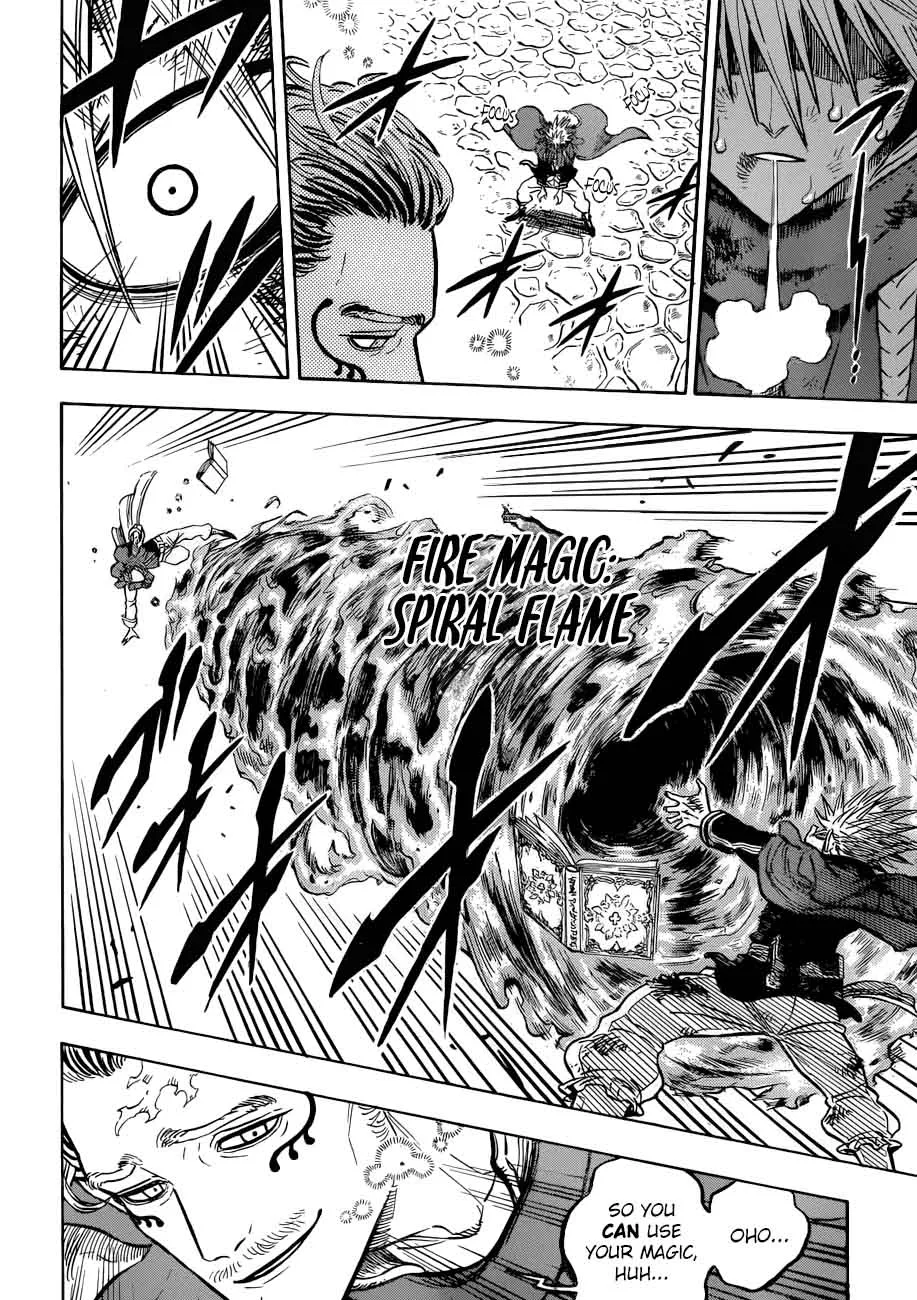 FOCUS
FOCUS
FOCUS
FIRE MAGIC:
SPIRAL FLAME
OHO...
SO YOU
CAN USE
YOUR MAGIC,
HUH...